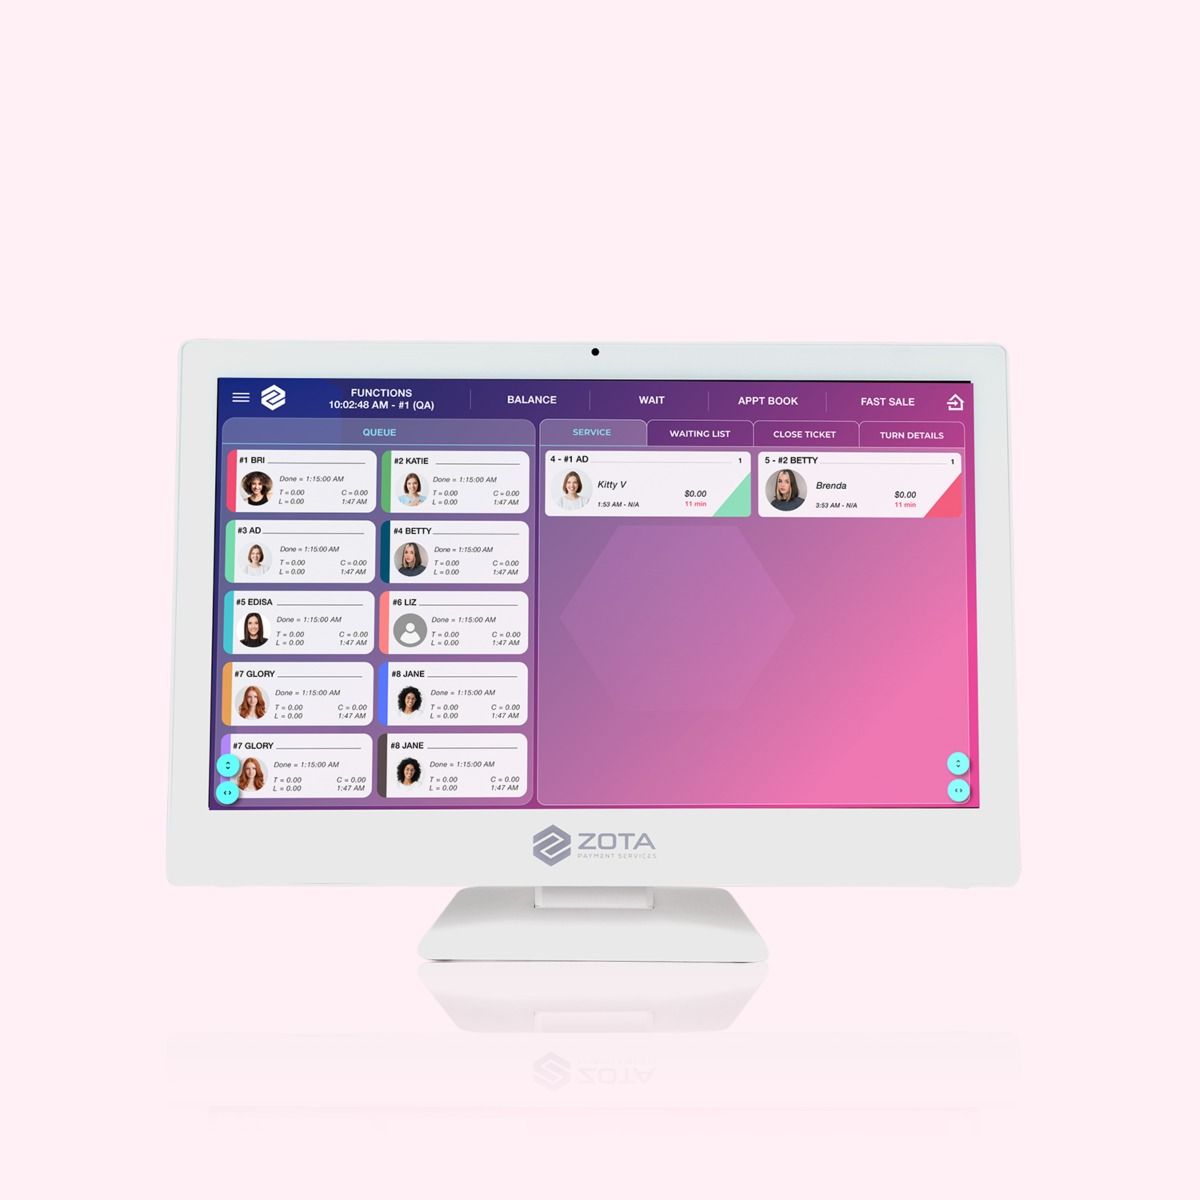 FUNCTIONS
10:02:48 AM - #1 (QA)
BALANCE
WAIT
APPT BOOK
FAST SALE
QUEUE
#1 BRI
Done = 1:15:00 AM
T = 0.00 C = 0.00
L = 0.00 1:47 AM
#2 KATIE
Done = 1:15:00 AM
T = 0.00 C = 0.00
L = 0.00 1:47 AM
#3 AD
Done = 1:15:00 AM
T = 0.00 C = 0.00
L = 0.00 1:47 AM
#4 BETTY
Done = 1:15:00 AM
T = 0.00 C = 0.00
L = 0.00 1:47 AM
#5 EDISA
Done = 1:15:00 AM
T = 0.00 C = 0.00
L = 0.00 1:47 AM
#6 LIZ
Done = 1:15:00 AM
T = 0.00 C = 0.00
L = 0.00 1:47 AM
#7 GLORY
Done = 1:15:00 AM
T = 0.00 C = 0.00
L = 0.00 1:47 AM
#8 JANE
Done = 1:15:00 AM
T = 0.00 C = 0.00
L = 0.00 1:47 AM
#7 GLORY
Done = 1:15:00 AM
T = 0.00 C = 0.00
L = 0.00 1:47 AM
#8 JANE
Done = 1:15:00 AM
T = 0.00 C = 0.00
L = 0.00 1:47 AM
SERVICE
WAITING LIST
CLOSE TICKET
TURN DETAILS
4 - #1 AD 1
Kitty V
$0.00
1:53 AM - N/A 11 min
5 - #2 BETTY 1
Brenda
$0.00
3:53 AM - N/A 11 min
ZOTA
PAYMENT SERVICES